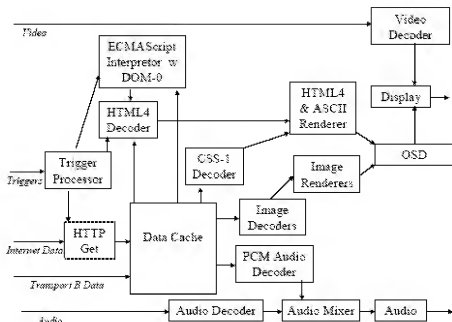 Video
Video
Decoder
ECMAScript
Interpretor w
DOM-0
HTML4
Decoder
HTML4
& ASCII
Renderer
Display
Triggers
Trigger
Processor
CSS-1
Decoder
Image
Renderers
OSD
Internet Data
HTTP
Get
Data Cache
Image
Decoders
Transport B Data
PCM Audio
Decoder
Audio
Audio Decoder
Audio Mixer
Audio